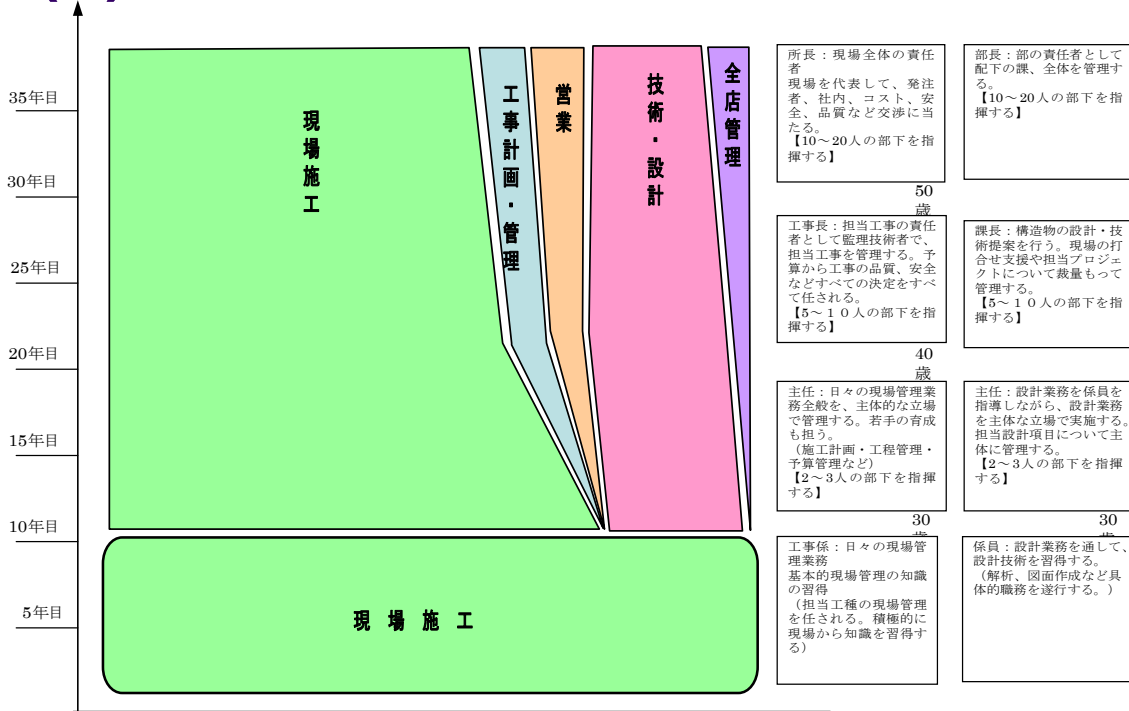 35年目
30年目
25年目
20年目
15年目
10年目
5年目
現場施工
工事計画・管理
営業
技術・設計
全店管理
現場施工
所長：現場全体の責任
者
現場を代表して、発注
者、社内、コスト、安
全、品質など交渉に当
たる。
【10～20人の部下を指
揮する】
部長：部の責任者として
配下の課、全体を管理す
る。
【10～20人の部下を指
揮する】
50
歳
工事長：担当工事の責任
者として監理技術者で、
担当工事を管理する。予
算から工事の品質、安全
などすべての決定をすべ
て任される。
【5～１０人の部下を指
揮する】
課長：構造物の設計・技
術提案を行う。現場の打
合せ支援や担当プロジェ
クトについて裁量もって
管理する。
【5～１０人の部下を指
揮する】
40
歳
主任：日々の現場管理業
務全般を、主体的な立場
で管理する。若手の育成
も担う。
（施工計画・工程管理・
予算管理など）
【2～3人の部下を指揮
する】
主任：設計業務を係員を
指導しながら、設計業務
を主体な立場で実施する。
担当設計項目について主
体に管理する。
【2～3人の部下を指揮
する】
30
30
工事係：日々の現場管
理業務
基本的現場管理の知識
の習得
（担当工種の現場管理
を任される。積極的に
現場から知識を習得す
る）
係員：設計業務を通して、
設計技術を習得する。
（解析、図面作成など具
体的職務を遂行する。）